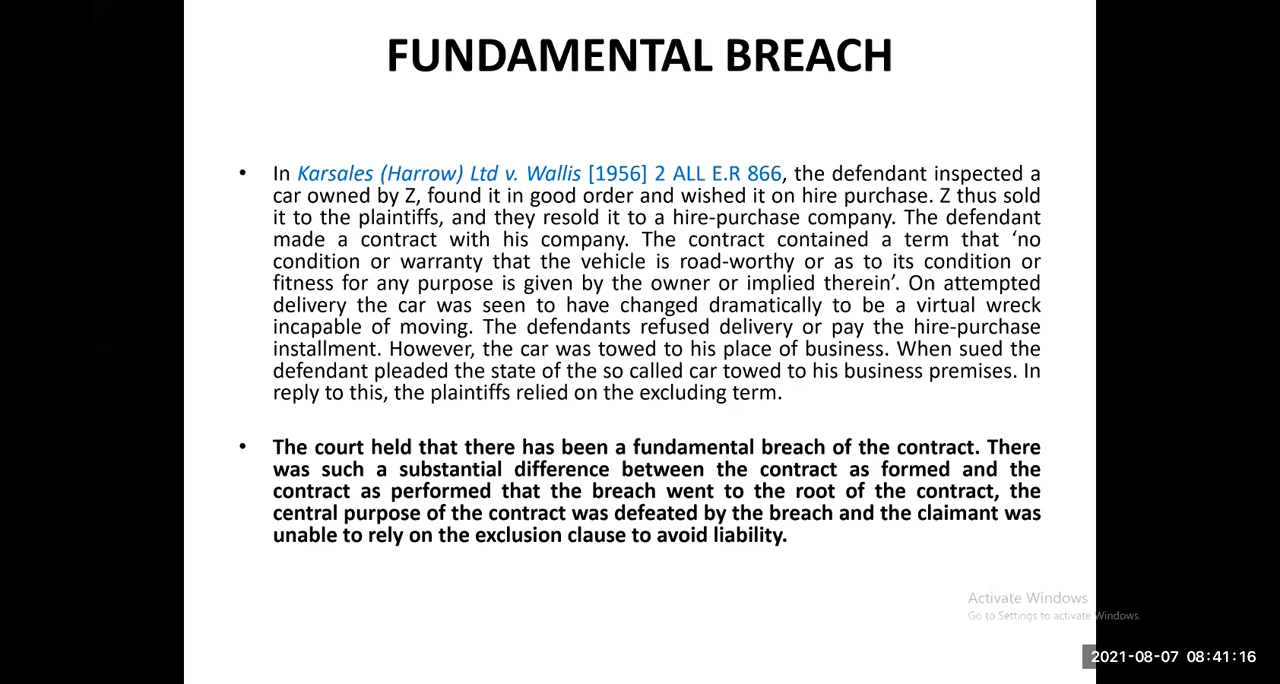 FUNDAMENTAL BREACH
• In Karsales (Harrow) Ltd v. Wallis [1956] 2 ALL E.R 866, the defendant inspected a
car owned by Z, found it in good order and wished it on hire purchase. Z thus sold
it to the plaintiffs, and they resold it to a hire-purchase company. The defendant
made a contract with his company. The contract contained a term that ‘no
condition or warranty that the vehicle is road-worthy or as to its condition or
fitness for any purpose is given by the owner or implied therein’. On attempted
delivery the car was seen to have changed dramatically to be a virtual wreck
incapable of moving. The defendants refused delivery or pay the hire-purchase
installment. However, the car was towed to his place of business. When sued the
defendant pleaded the state of the so called car towed to his business premises. In
reply to this, the plaintiffs relied on the excluding term.
• The court held that there has been a fundamental breach of the contract. There
was such a substantial difference between the contract as formed and the
contract as performed that the breach went to the root of the contract, the
central purpose of the contract was defeated by the breach and the claimant was
unable to rely on the exclusion clause to avoid liability.
Activate Windows
Go to Settings to activate Windows.
2021-08-07 08:41:16